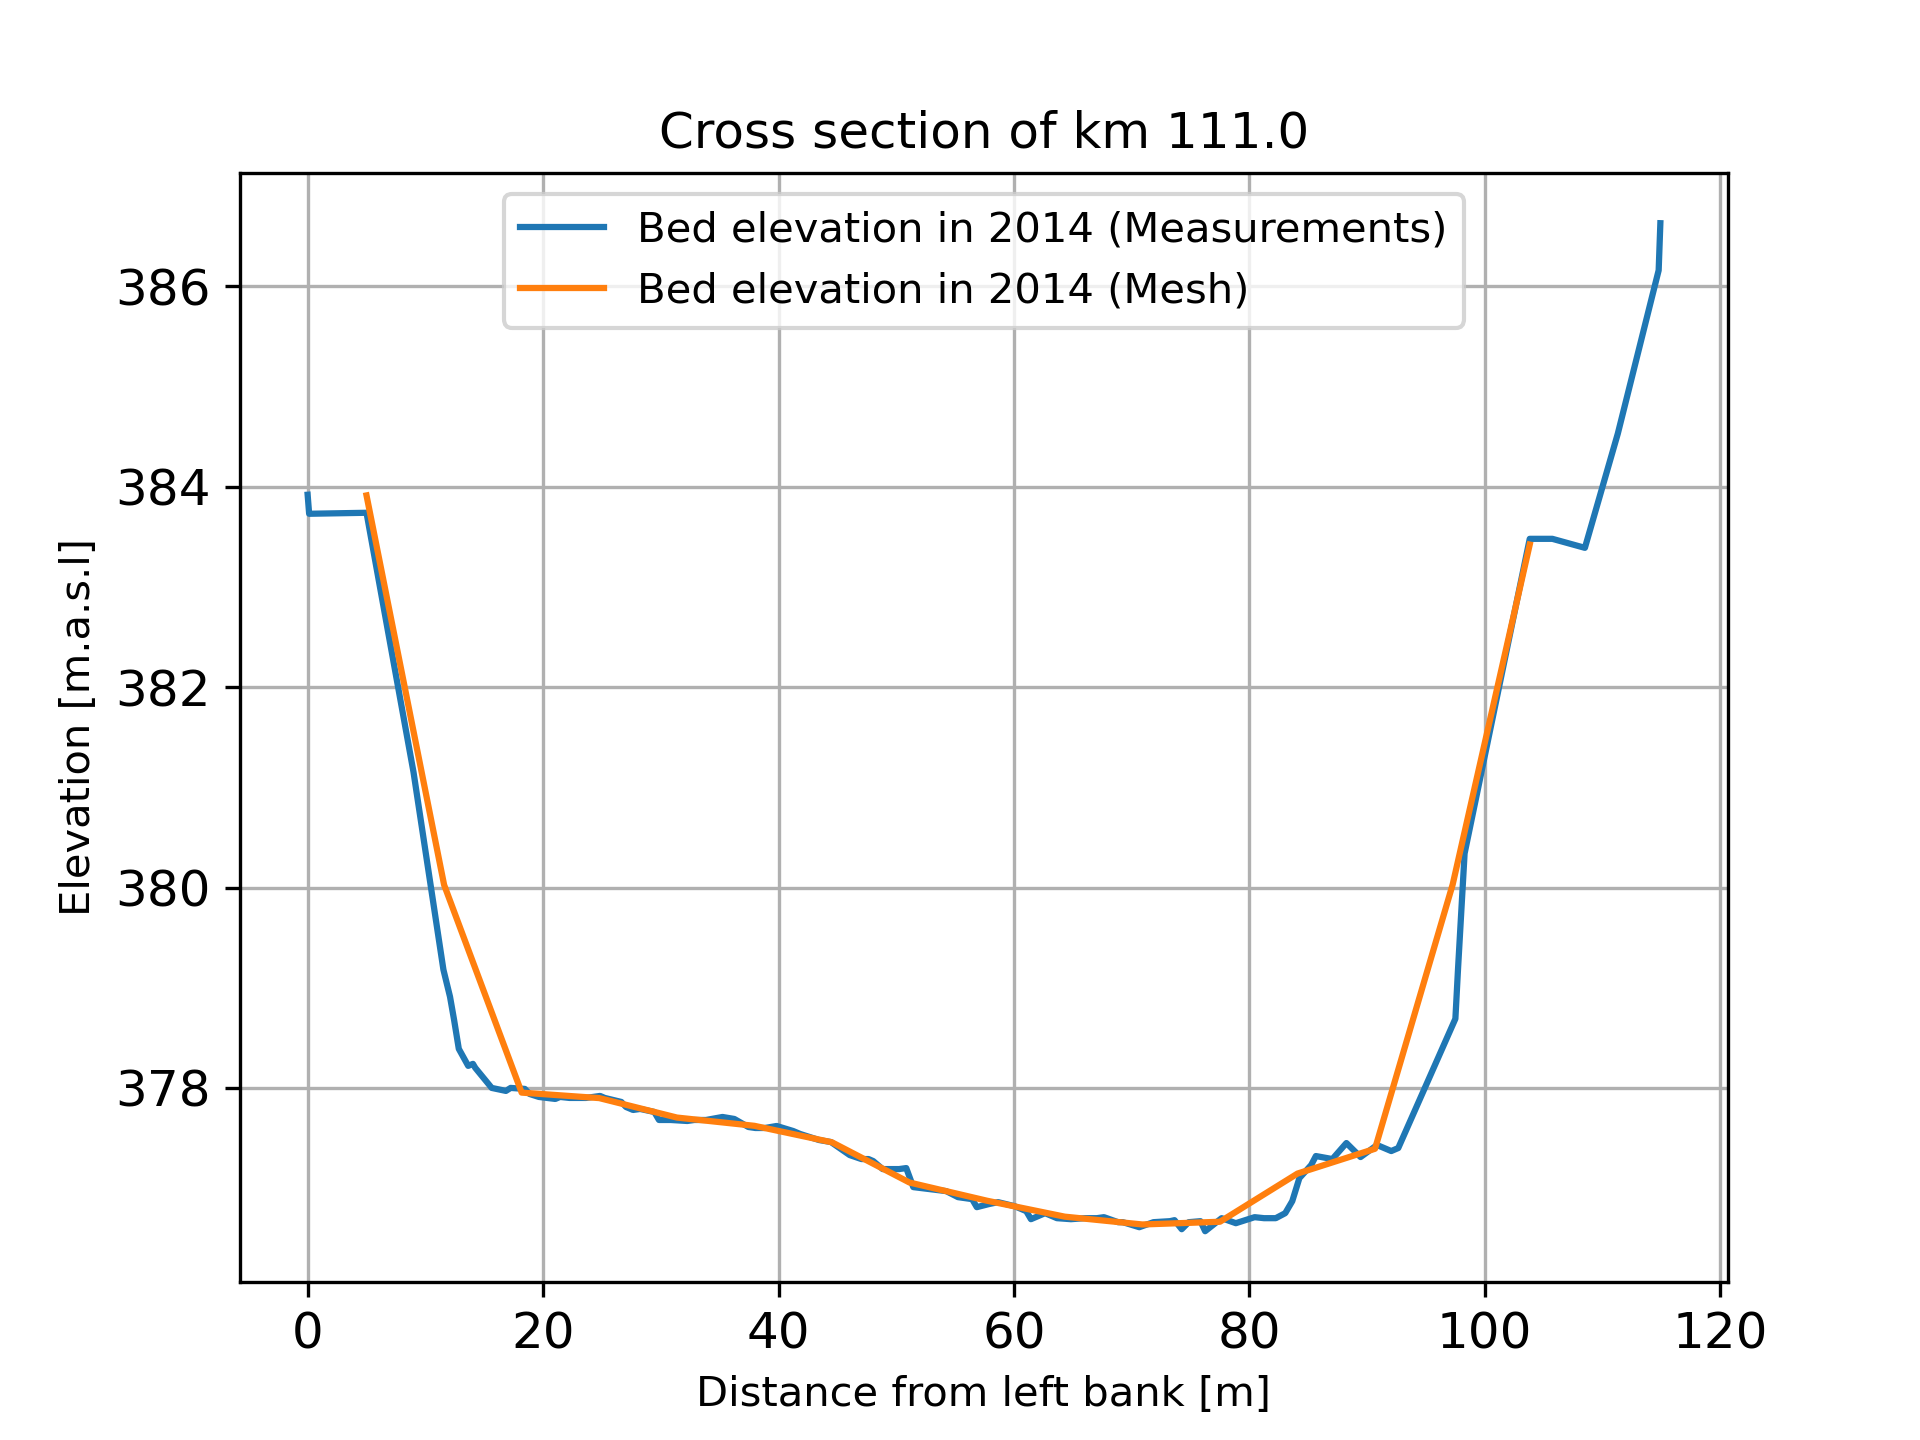 Cross section of km 111.0
Bed elevation in 2014 (Measurements)
Bed elevation in 2014 (Mesh)
Elevation [m.a.s.l]
386
384
382
380
378
0 20 40 60 80 100 120
Distance from left bank [m]